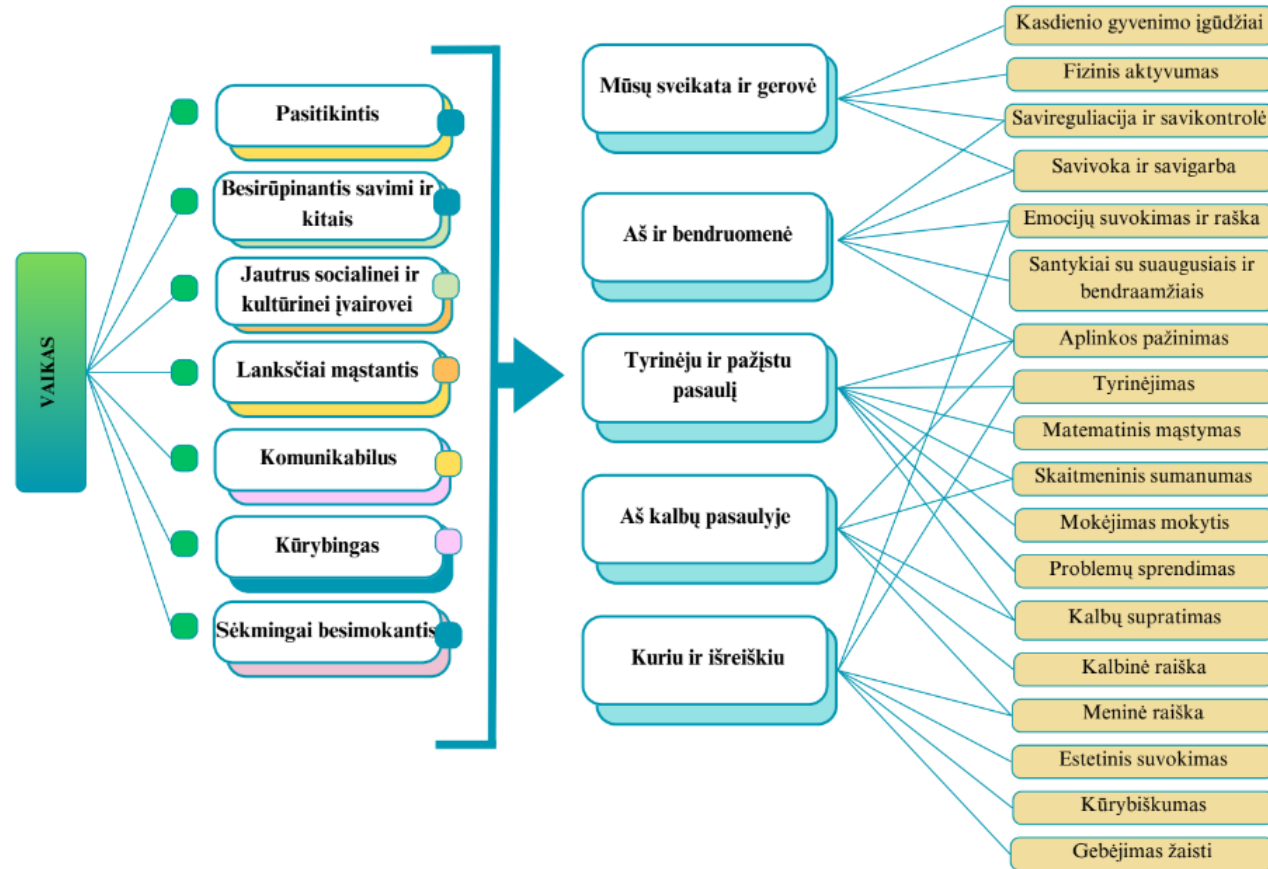 VAIKAS
Pasitikintis
Besirūpinantis savimi ir
kitais
Jautrus socialinei ir
kultūrinei įvairovei
Lanksčiai mąstantis
Komunikabilus
Kūrybingas
Sėkmingai besimokantis
Mūsų sveikata ir gerovė
Aš ir bendruomenė
Tyrinėju ir pažįstu
pasaulį
Aš kalbų pasaulyje
Kuriu ir išreiškiu
Kasdienio gyvenimo įgūdžiai
Fizinis aktyvumas
Savireguliacija ir savikontrolė
Savivoka ir savigarba
Emocijų suvokimas ir raška
Santykiai su suaugusiais ir
bendraamžiais
Aplinkos pažinimas
Tyrinėjimas
Matematinis mąstymas
Skaitmeninis sumanumas
Mokėjimas mokytis
Problemų sprendimas
Kalbų supratimas
Kalbinė raiška
Meninė raiška
Estetinis suvokimas
Kūrybiškumas
Gebėjimas žaisti